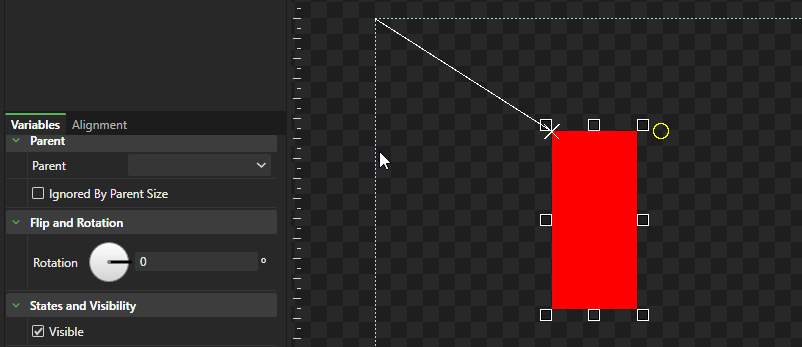 Variables Alignment
Parent
Parent
Ignored By Parent Size
Flip and Rotation
Rotation 0 °
States and Visibility
Visible